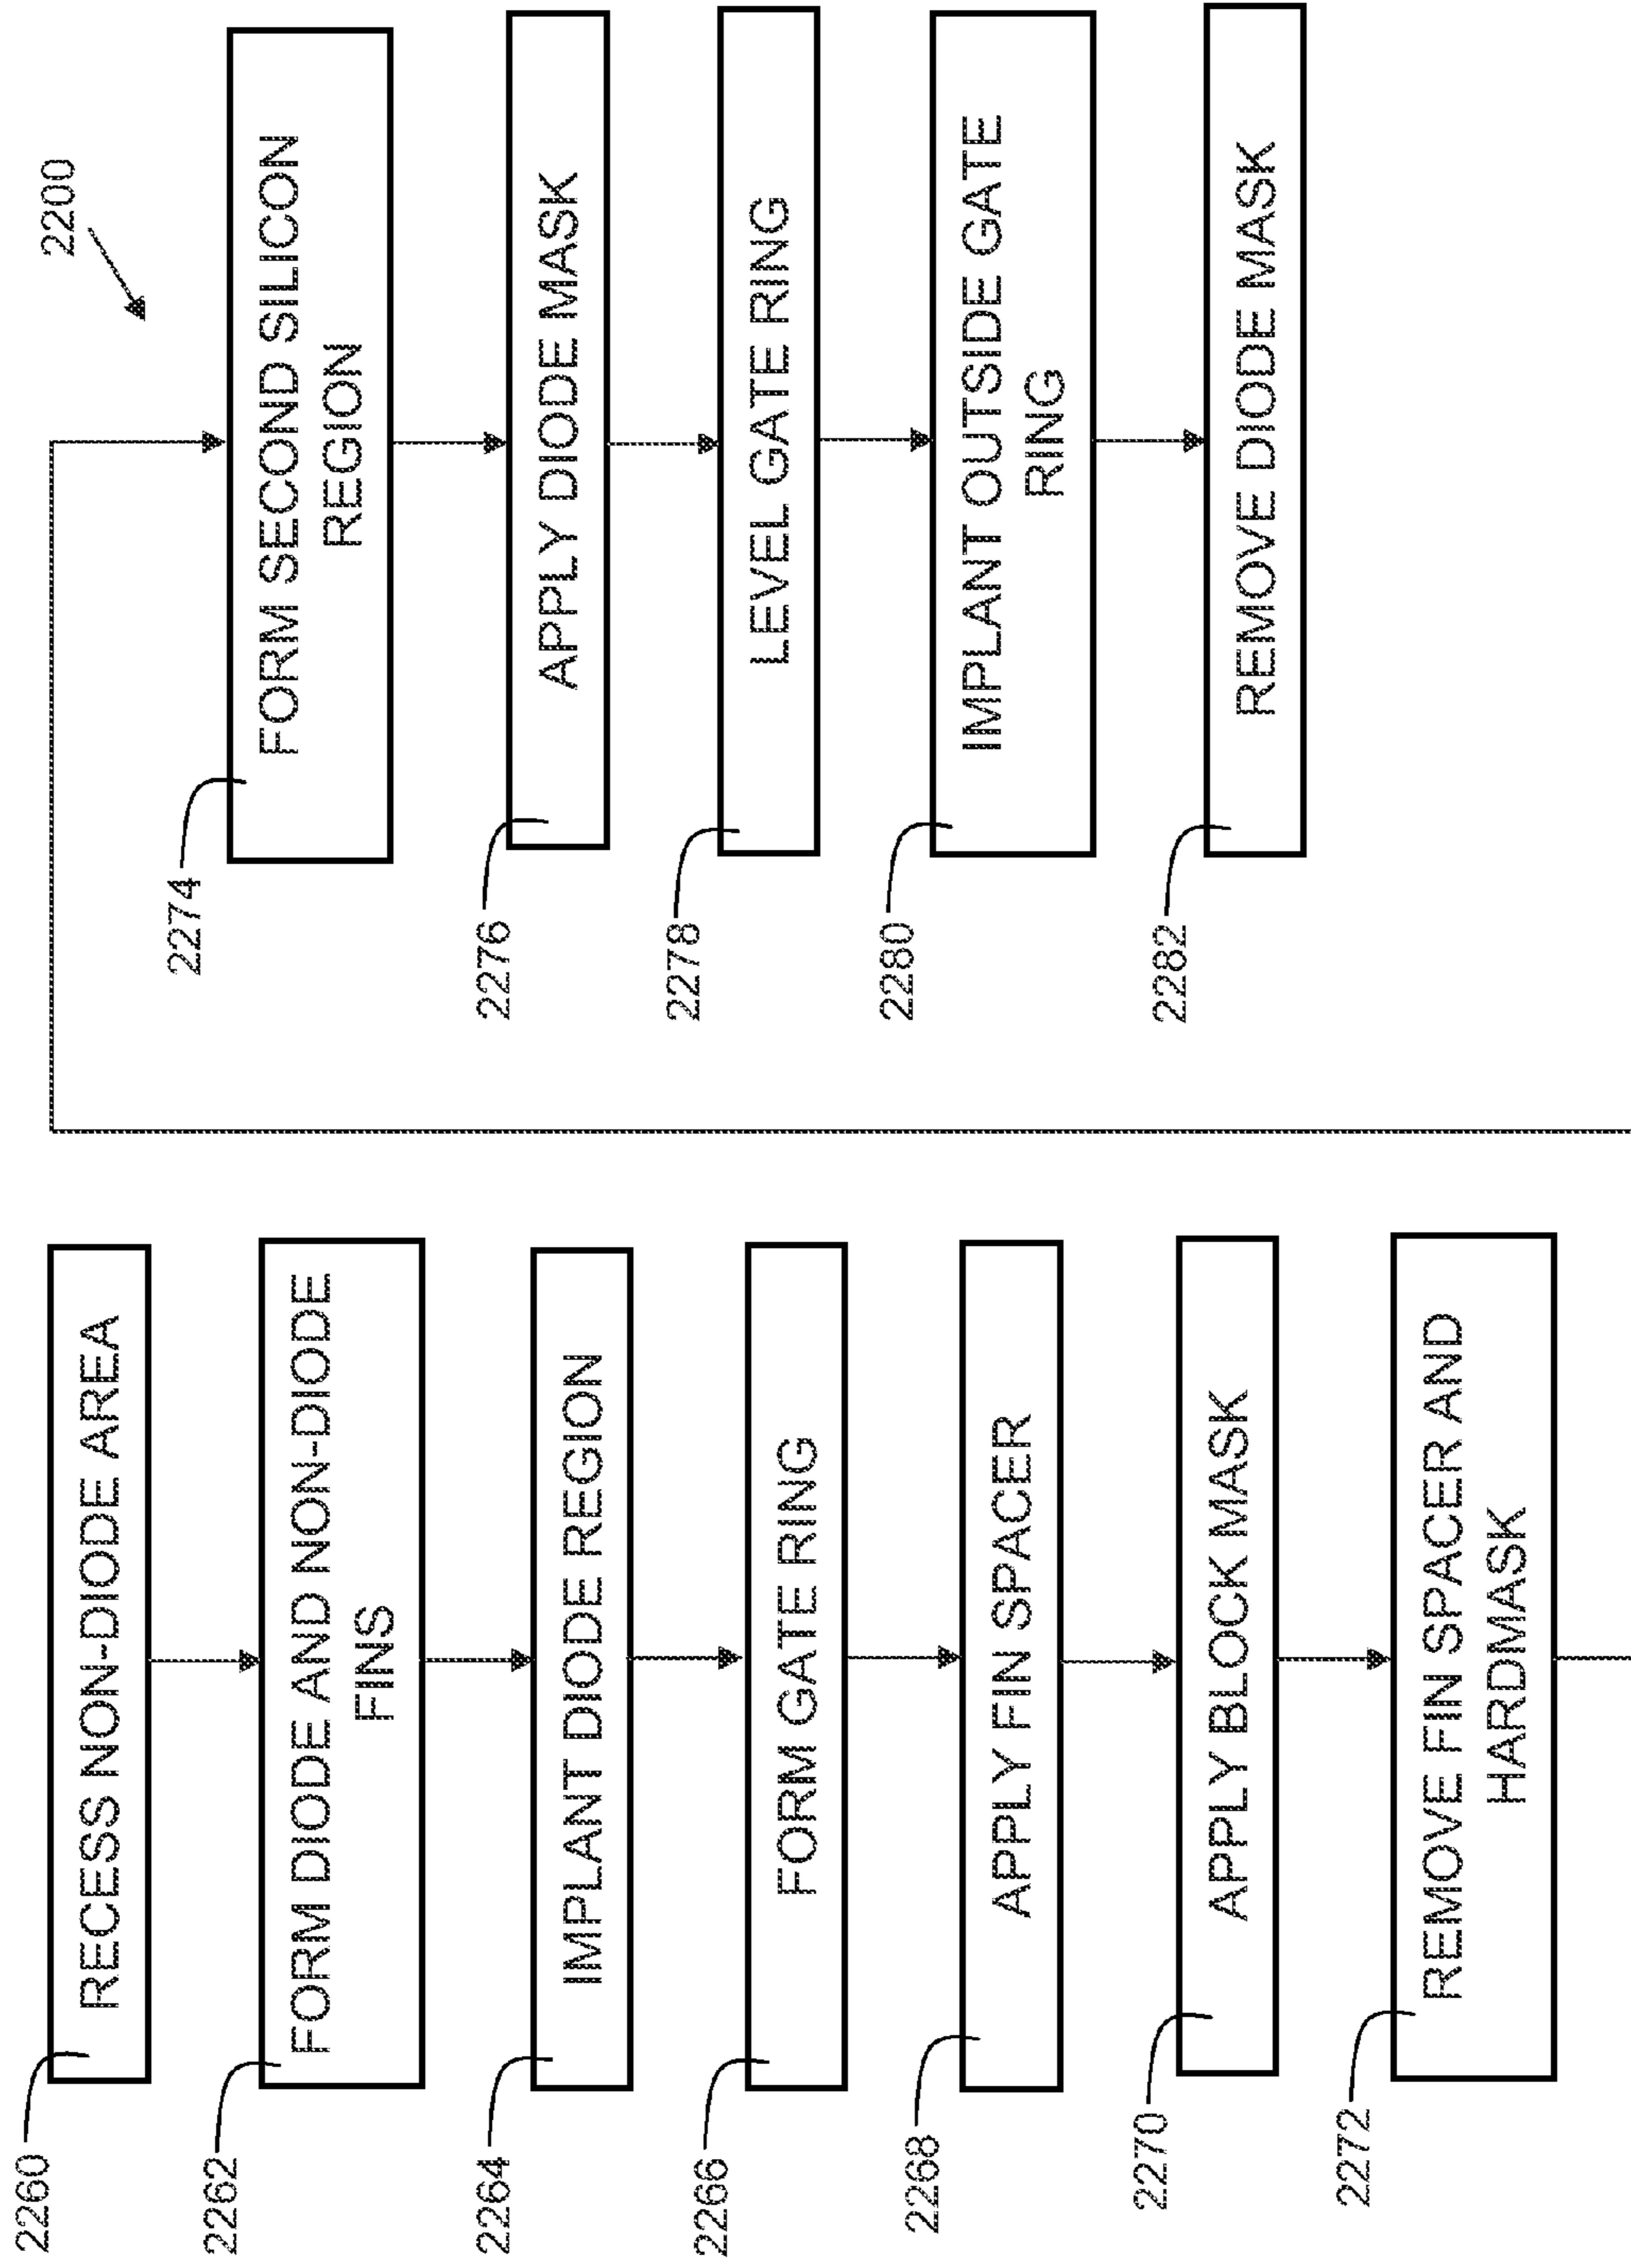 2200
2260
RECESS NON-DIODE AREA
2262
FORM DIODE AND NON-DIODE
FINS
2264
IMPLANT DIODE REGION
2266
FORM GATE RING
2268
APPLY FIN SPACER
2270
APPLY BLOCK MASK
2272
REMOVE FIN SPACER AND
HARDMASK
2274
FORM SECOND SILICON
REGION
2276
APPLY DIODE MASK
2278
LEVEL GATE RING
2280
IMPLANT OUTSIDE GATE
RING
2282
REMOVE DIODE MASK